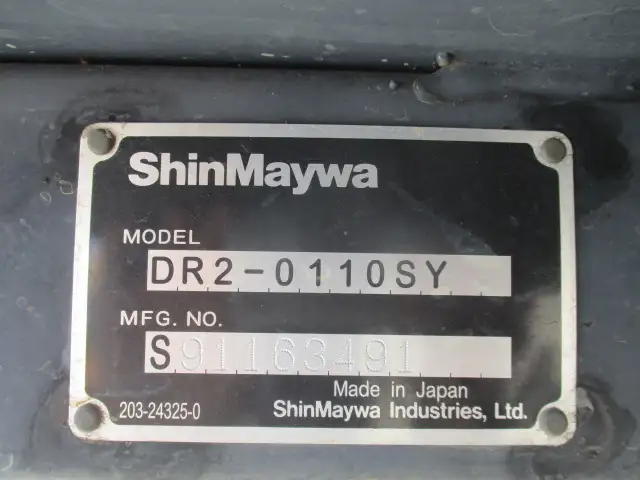 ShinMaywa
MODEL
DR2-0110SY
MFG. NO.
S91163491
Made in Japan
203-24325-0 ShinMaywa Industries, Ltd.